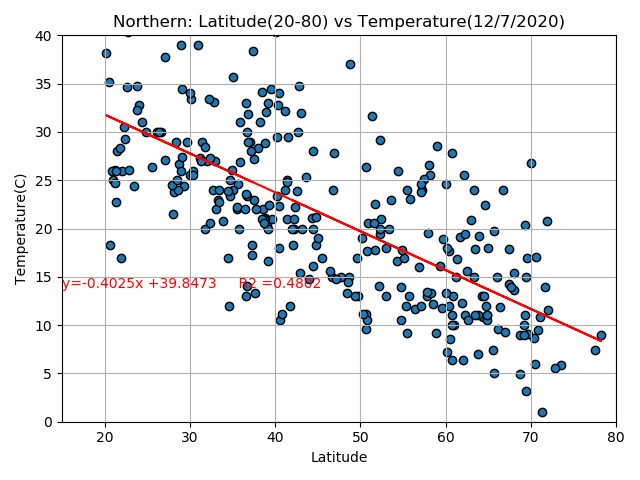 Northern: Latitude(20-80) vs Temperature(12/7/2020)
40
35
30
25
20
15
10
5
0
Temperature(C)
y=-0.4025x +39.8473 R2 =0.4882
20 30 40 50 60 70 80
Latitude